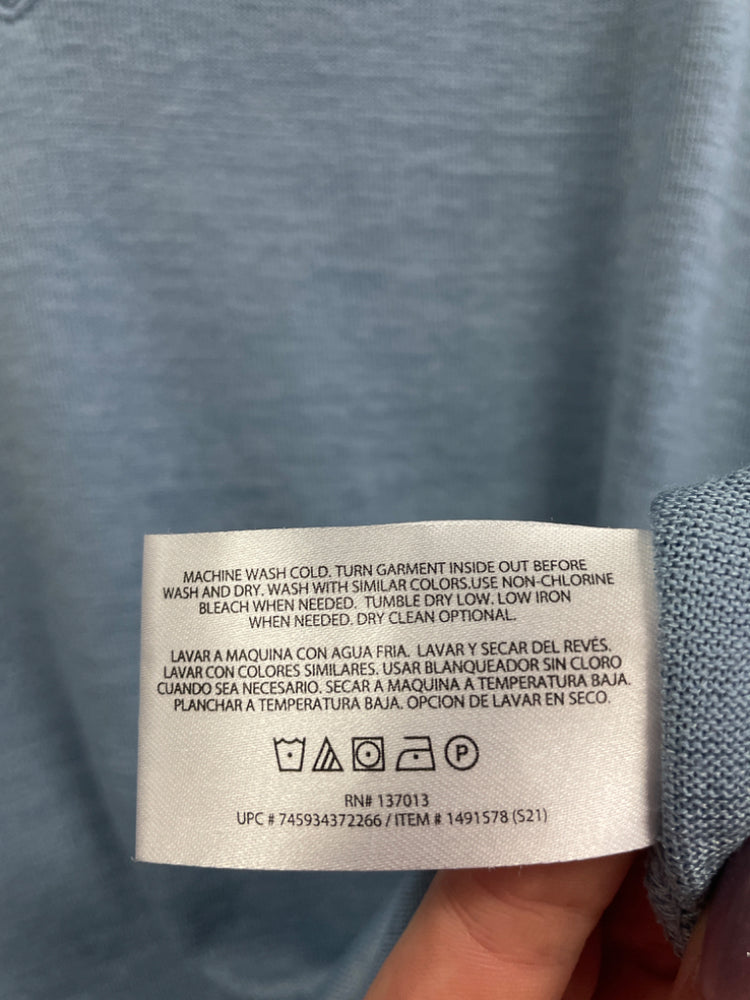 MACHINE WASH COLD. TURN GARMENT INSIDE OUT BEFORE
WASH AND DRY. WASH WITH SIMILAR COLORS.USE NON-CHLORINE
BLEACH WHEN NEEDED. TUMBLE DRY LOW. LOW IRON
WHEN NEEDED. DRY CLEAN OPTIONAL.
LAVAR A MAQUINA CON AGUA FRIA. LAVAR Y SECAR DEL REVÉS.
LAVAR CON COLORES SIMILARES. USAR BLANQUEADOR SIN CLORO
CUANDO SEA NECESARIO. SECAR A MAQUINA A TEMPERATURA BAJA.
PLANCHAR A TEMPERATURA BAJA. OPCION DE LAVAR EN SECO.
P
RN# 137013
UPC # 745934372266 / ITEM # 1491578 (S21)